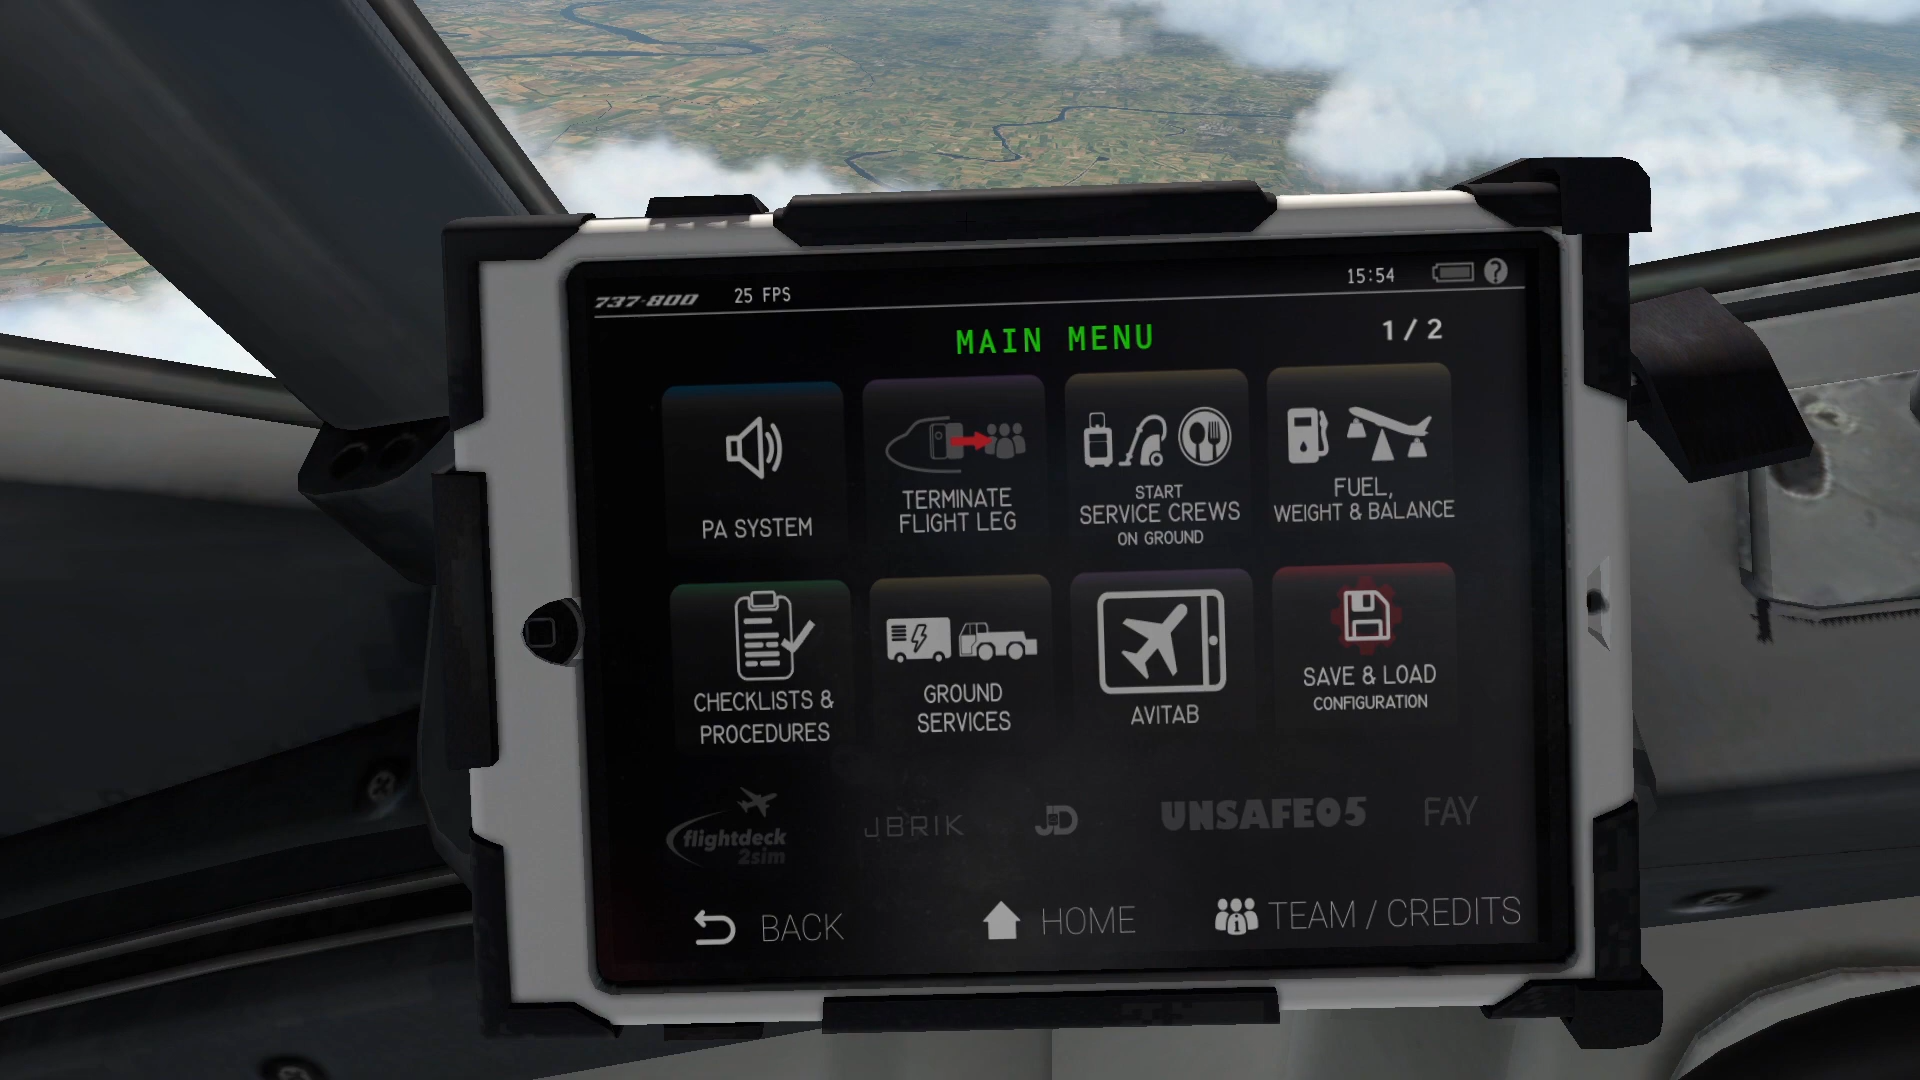 737-800
25 FPS
15:54
?
MAIN MENU
1 / 2
PA SYSTEM
TERMINATE
FLIGHT LEG
START
SERVICE CREWS
ON GROUND
FUEL,
WEIGHT & BALANCE
CHECKLISTS &
PROCEDURES
GROUND
SERVICES
AVITAB
SAVE & LOAD
CONFIGURATION
flightdeck
2sim
JBRIK
JD
UNSAFE05
FAY
BACK
HOME
TEAM / CREDITS